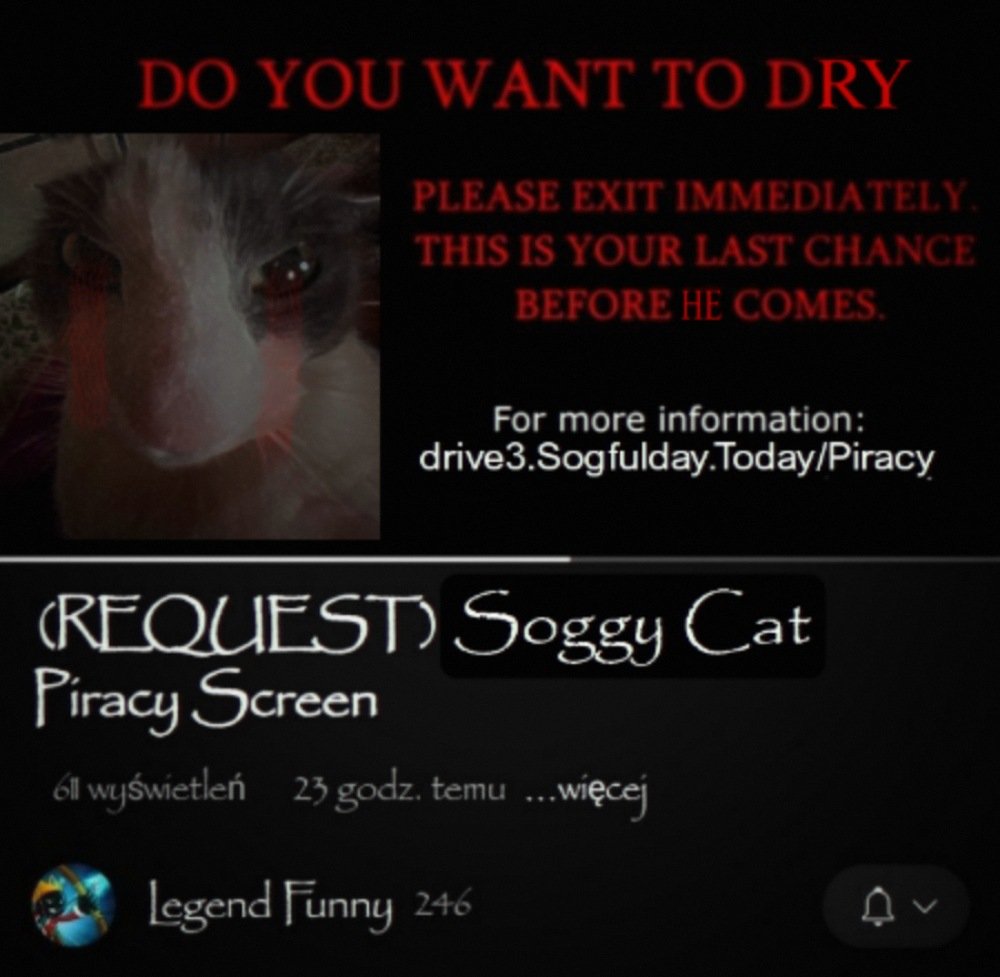 DO YOU WANT TO DRY
PLEASE EXIT IMMEDIATELY.
THIS IS YOUR LAST CHANCE
BEFORE HE COMES.
For more information:
drive3.Sogfulday.Today/Piracy
(REQUEST) Soggy Cat
Piracy Screen
611 wyświetleń 23 godz. temu ...więcej
Legend Funny 246